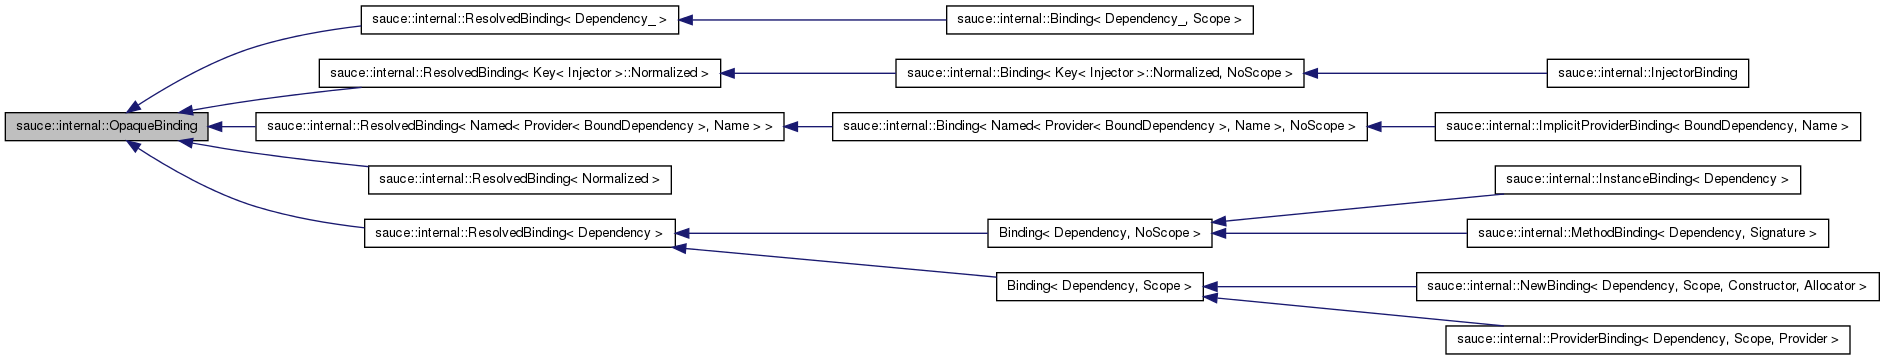 sauce::internal::ResolvedBinding< Dependency_ >
sauce::internal::Binding< Dependency_, Scope >
sauce::internal::ResolvedBinding< Key< Injector >::Normalized >
sauce::internal::Binding< Key< Injector >::Normalized, NoScope >
sauce::internal::InjectorBinding
sauce::internal::OpaqueBinding
sauce::internal::ResolvedBinding< Named< Provider< BoundDependency >, Name > >
sauce::internal::Binding< Named< Provider< BoundDependency >, Name >, NoScope >
sauce::internal::ImplicitProviderBinding< BoundDependency, Name >
sauce::internal::ResolvedBinding< Normalized >
sauce::internal::InstanceBinding< Dependency >
sauce::internal::ResolvedBinding< Dependency >
Binding< Dependency, NoScope >
sauce::internal::MethodBinding< Dependency, Signature >
Binding< Dependency, Scope >
sauce::internal::NewBinding< Dependency, Scope, Constructor, Allocator >
sauce::internal::ProviderBinding< Dependency, Scope, Provider >